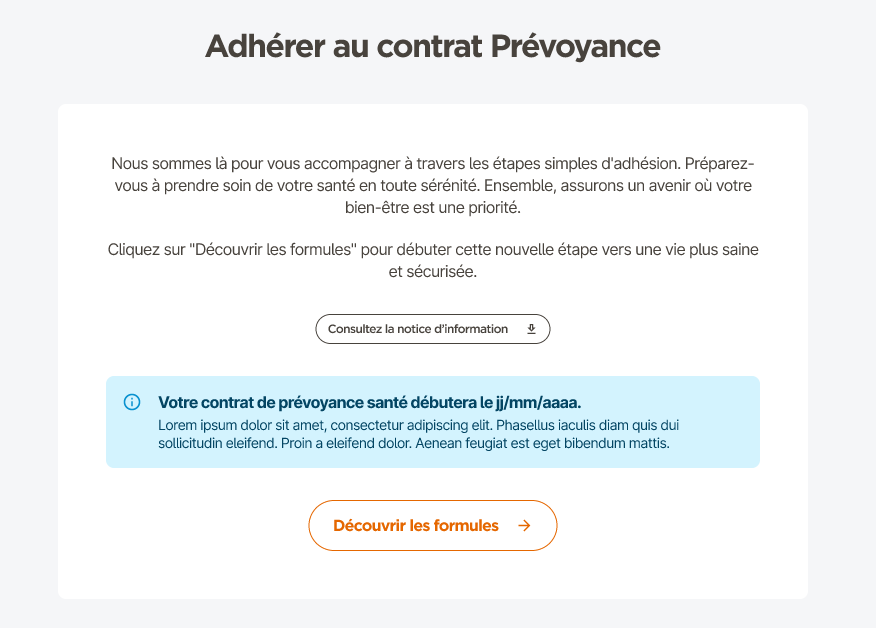 Adhérer au contrat Prévoyance
Nous sommes là pour vous accompagner à travers les étapes simples d'adhésion. Préparez-
vous à prendre soin de votre santé en toute sérénité. Ensemble, assurons un avenir où votre
bien-être est une priorité.
Cliquez sur "Découvrir les formules" pour débuter cette nouvelle étape vers une vie plus saine
et sécurisée.
Consultez la notice d'information
Votre contrat de prévoyance santé débutera le jj/mm/aaaa.
Lorem ipsum dolor sit amet, consectetur adipiscing elit. Phasellus iaculis diam quis dui
sollicitudin eleifend. Proin a eleifend dolor. Aenean feugiat est eget bibendum mattis.
Découvrir les formules